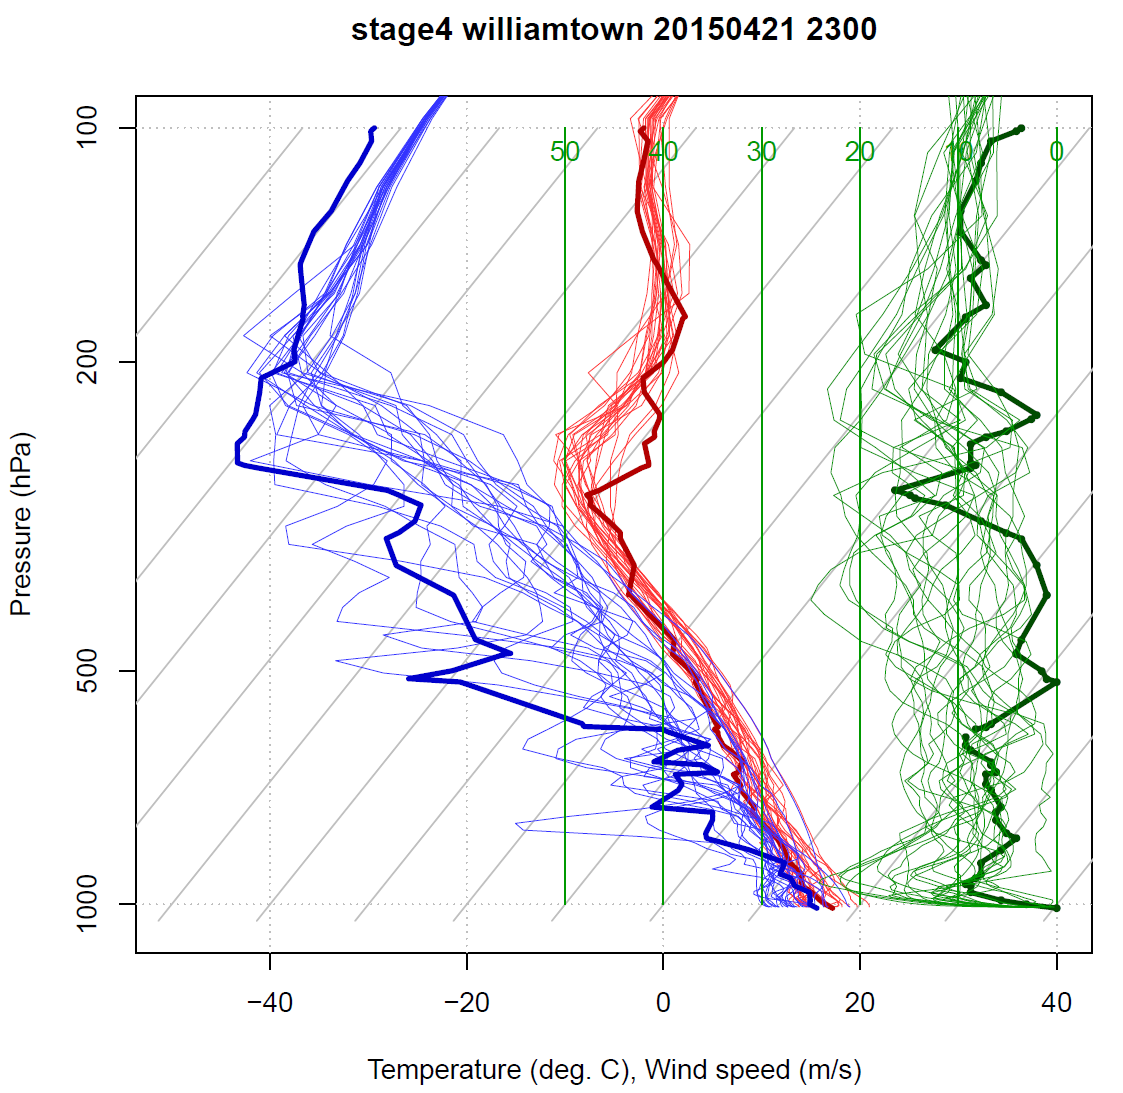 stage4 williamtown 20150421 2300
100
200
500
1000
Pressure (hPa)
50 40 30 20 10 0
−40 −20 0 20 40
Temperature (deg. C), Wind speed (m/s)